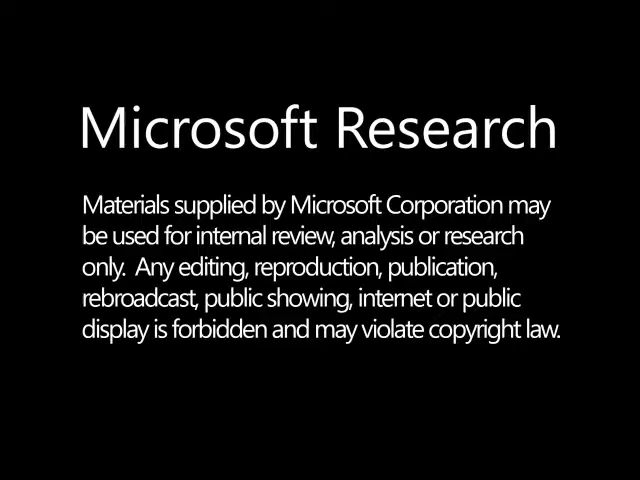 Microsoft Research
Materials supplied by Microsoft Corporation may
be used for internal review, analysis or research
only.  Any editing, reproduction, publication,
rebroadcast, public showing, internet or public
display is forbidden and may violate copyright law.